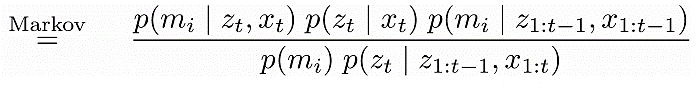 Markov
= p(m_i | z_t, x_t) p(z_t | x_t) p(m_i | z_{1:t−1}, x_{1:t−1})
p(m_i) p(z_t | z_{1:t−1}, x_{1:t})